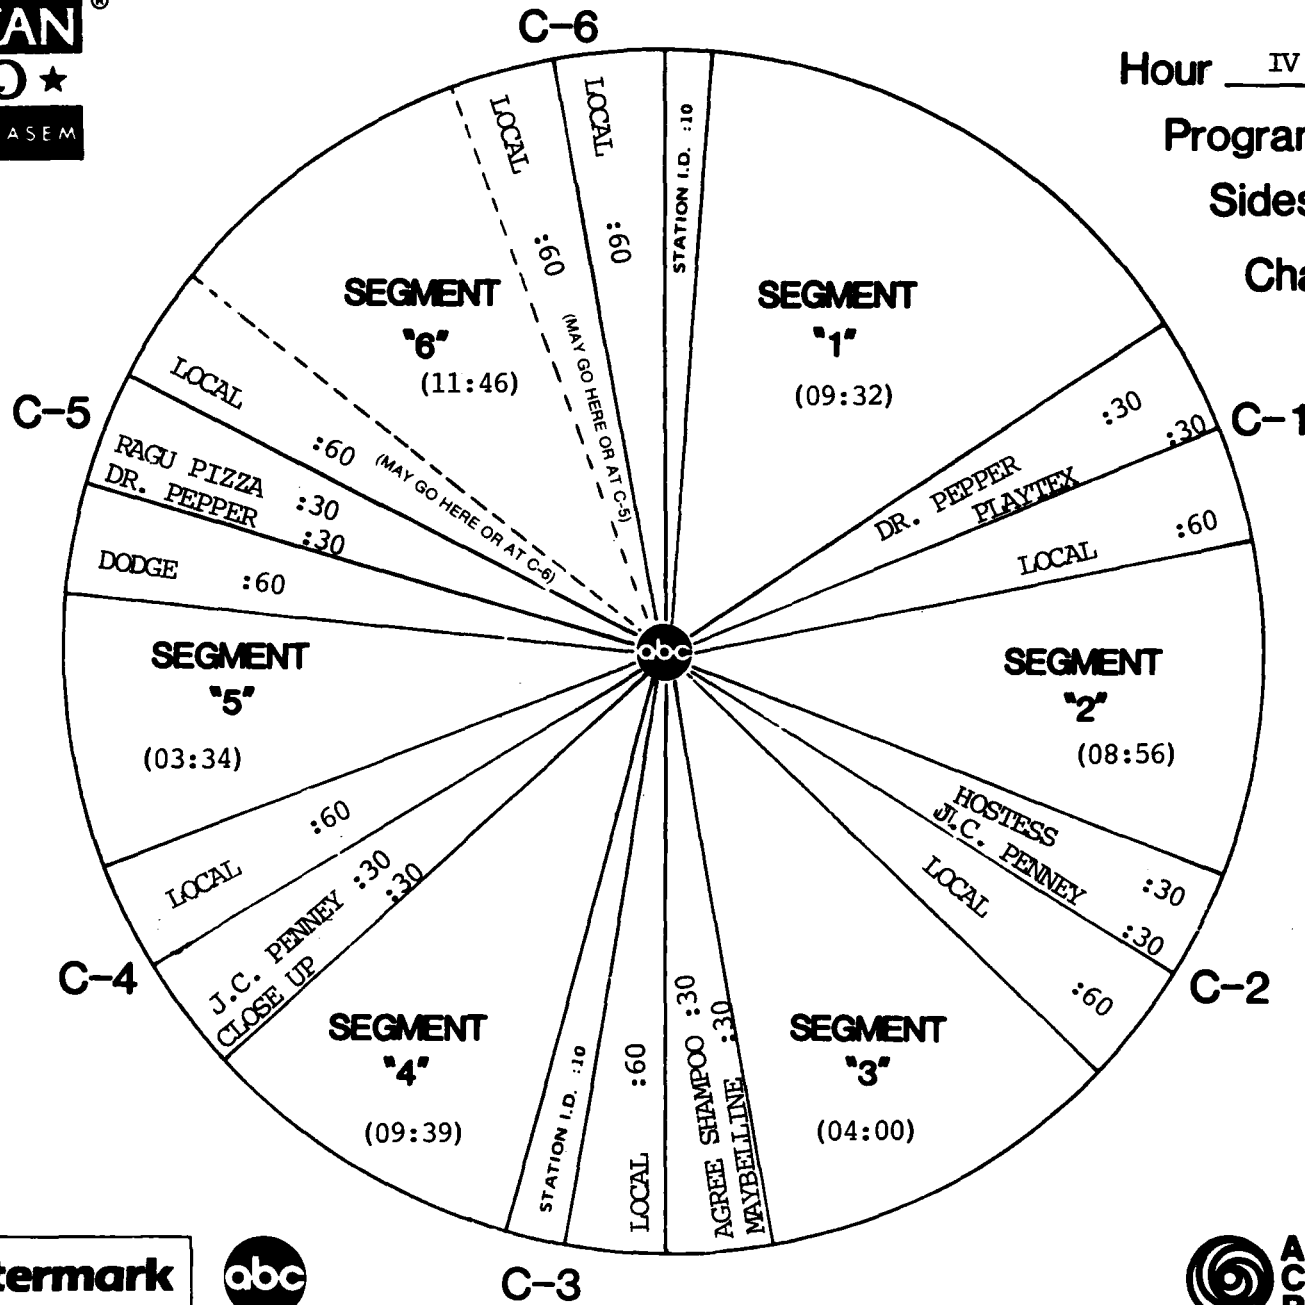 AN ®
ASEM
Hour IV
C-6
STATION I.D. :10
SEGMENT
"1"
(09:32)
DR. PEPPER :30
PLAYTEX :30
C-1
LOCAL :60
SEGMENT
"2"
(08:56)
HOSTESS :30
J.C. PENNEY :30
C-2
LOCAL :60
SEGMENT
"3"
(04:00)
AGREE SHAMPOO :30
MAYBELLINE :30
C-3
LOCAL :60
STATION I.D. :10
SEGMENT
"4"
(09:39)
J.C. PENNEY :30
CLOSE UP :30
C-4
LOCAL :60
SEGMENT
"5"
(03:34)
DODGE :60
RAGU PIZZA :30
DR. PEPPER :30
C-5
LOCAL :60
(MAY GO HERE OR AT C-6)
SEGMENT
"6"
(11:46)
LOCAL :60
(MAY GO HERE OR AT C-5)
LOCAL :60
abc
Progra
Sides
Cha
termark
abc
A
C